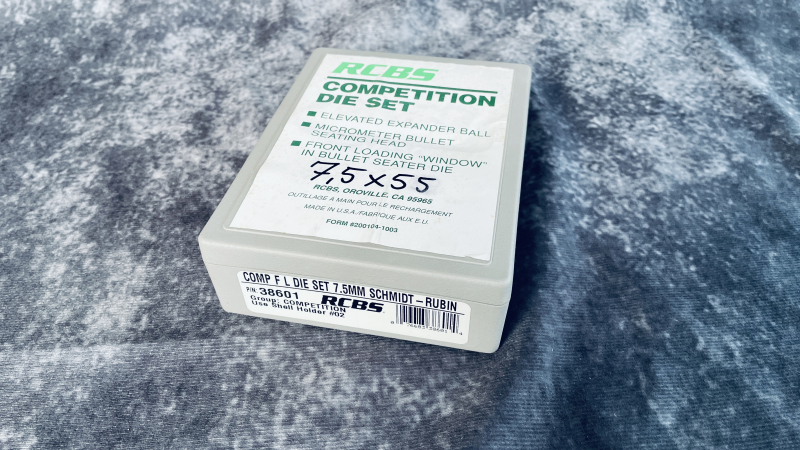 RCBS
COMPETITION
DIE SET
■ ELEVATED EXPANDER BALL
■ MICROMETER BULLET
SEATING HEAD
■ FRONT LOADING "WINDOW"
IN BULLET SEATER DIE
7,5x55
RCBS, OROVILLE, CA 95965
OUTILLAGE A MAIN POUR LE RECHARGEMENT
MADE IN U.S.A./FABRIQUE AUX E.U.
FORM #200104-1003
COMP F L DIE SET 7.5MM SCHMIDT-RUBIN
P/N 38601
Group: COMPETITION
Use Shell Holder #02
RCBS